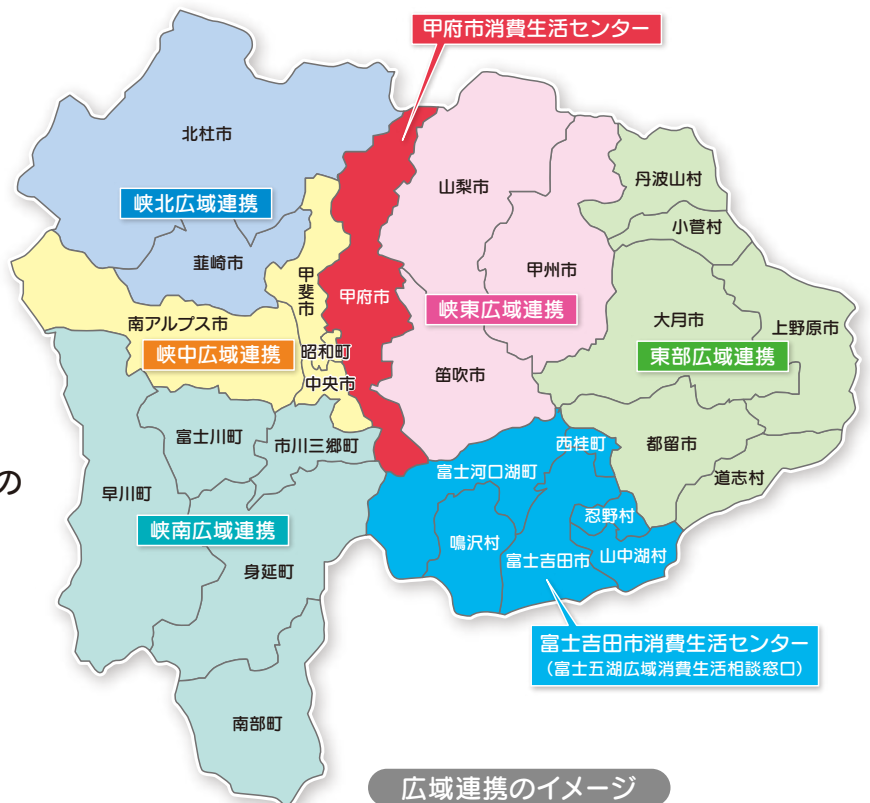 甲府市消費生活センター
北杜市
峡北広域連携
韮崎市
甲斐市
南アルプス市
峡中広域連携
昭和町
中央市
甲府市
山梨市
甲州市
峡東広域連携
笛吹市
丹波山村
小菅村
大月市
上野原市
東部広域連携
都留市
道志村
富士川町
市川三郷町
早川町
の
峡南広域連携
身延町
南部町
西桂町
富士河口湖町
忍野村
鳴沢村
富士吉田市
山中湖村
富士吉田市消費生活センター
(富士五湖広域消費生活相談窓口)
広域連携のイメージ